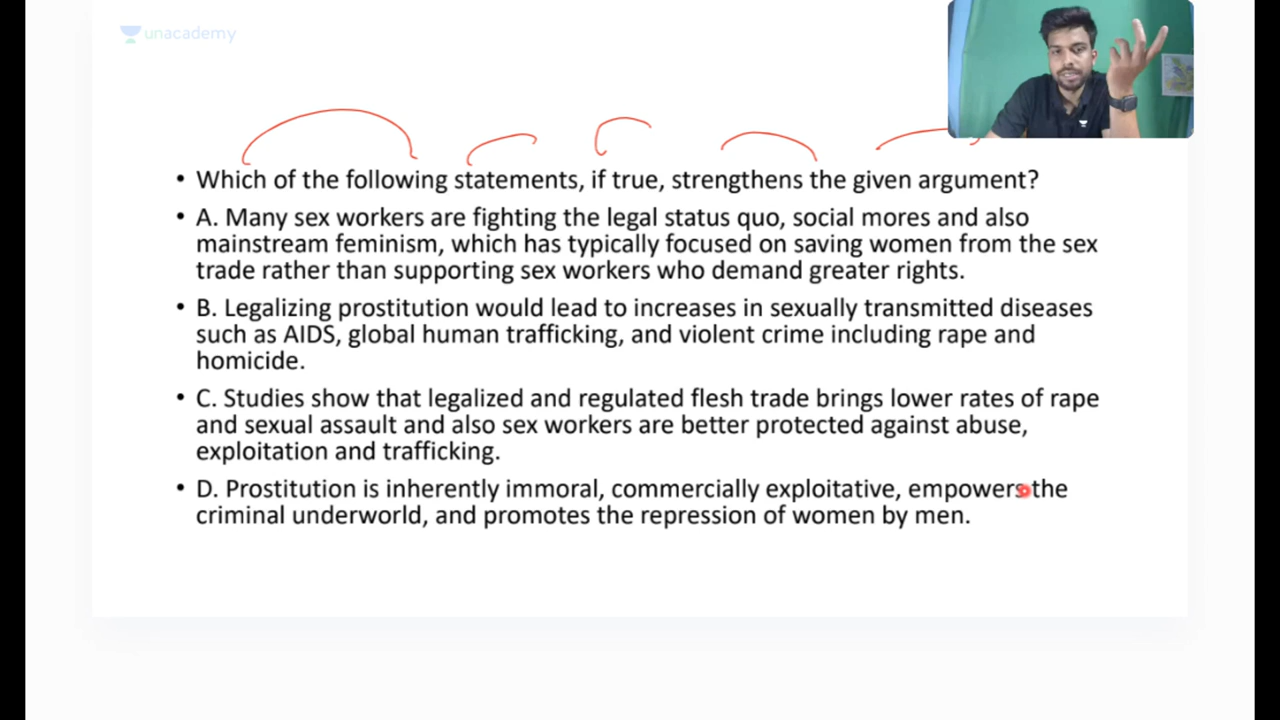 unacademy
• Which of the following statements, if true, strengthens the given argument?
• A. Many sex workers are fighting the legal status quo, social mores and also
mainstream feminism, which has typically focused on saving women from the sex
trade rather than supporting sex workers who demand greater rights.
• B. Legalizing prostitution would lead to increases in sexually transmitted diseases
such as AIDS, global human trafficking, and violent crime including rape and
homicide.
• C. Studies show that legalized and regulated flesh trade brings lower rates of rape
and sexual assault and also sex workers are better protected against abuse,
exploitation and trafficking.
• D. Prostitution is inherently immoral, commercially exploitative, empowers the
criminal underworld, and promotes the repression of women by men.